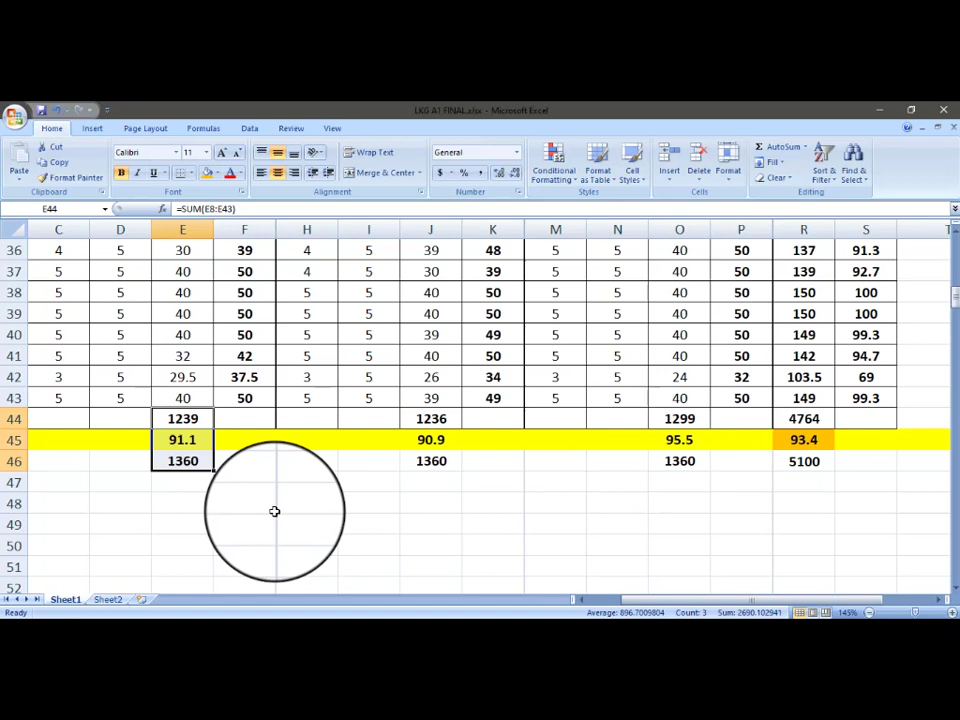 LKG A1 FINAL.xlsx - Microsoft Excel
Home Insert Page Layout Formulas Data Review View
Paste Cut Copy Format Painter Clipboard
Calibri 11 B I U A A A Font
Wrap Text Merge & Center Alignment
General $ % , Number
Conditional Formatting Format as Table Cell Styles Styles
Insert Delete Format Cells
Σ AutoSum Fill Clear Sort & Filter Find & Select Editing
E44 fx =SUM(E8:E43)
C D E F H I J K M N O P R S T
36 4 5 30 39 4 5 39 48 5 5 40 50 137 91.3
37 5 5 40 50 4 5 30 39 5 5 40 50 139 92.7
38 5 5 40 50 5 5 40 50 5 5 40 50 150 100
39 5 5 40 50 5 5 40 50 5 5 40 50 150 100
40 5 5 40 50 5 5 39 49 5 5 40 50 149 99.3
41 5 5 32 42 5 5 40 50 5 5 40 50 142 94.7
42 3 5 29.5 37.5 3 5 26 34 3 5 24 32 103.5 69
43 5 5 40 50 5 5 39 49 5 5 40 50 149 99.3
44 1239 1236 1299 4764
45 91.1 90.9 95.5 93.4
46 1360 1360 1360 5100
47
48
49
50
51
52
Sheet1 Sheet2
Ready Average: 896.7009804 Count: 3 Sum: 2690.102941 145%